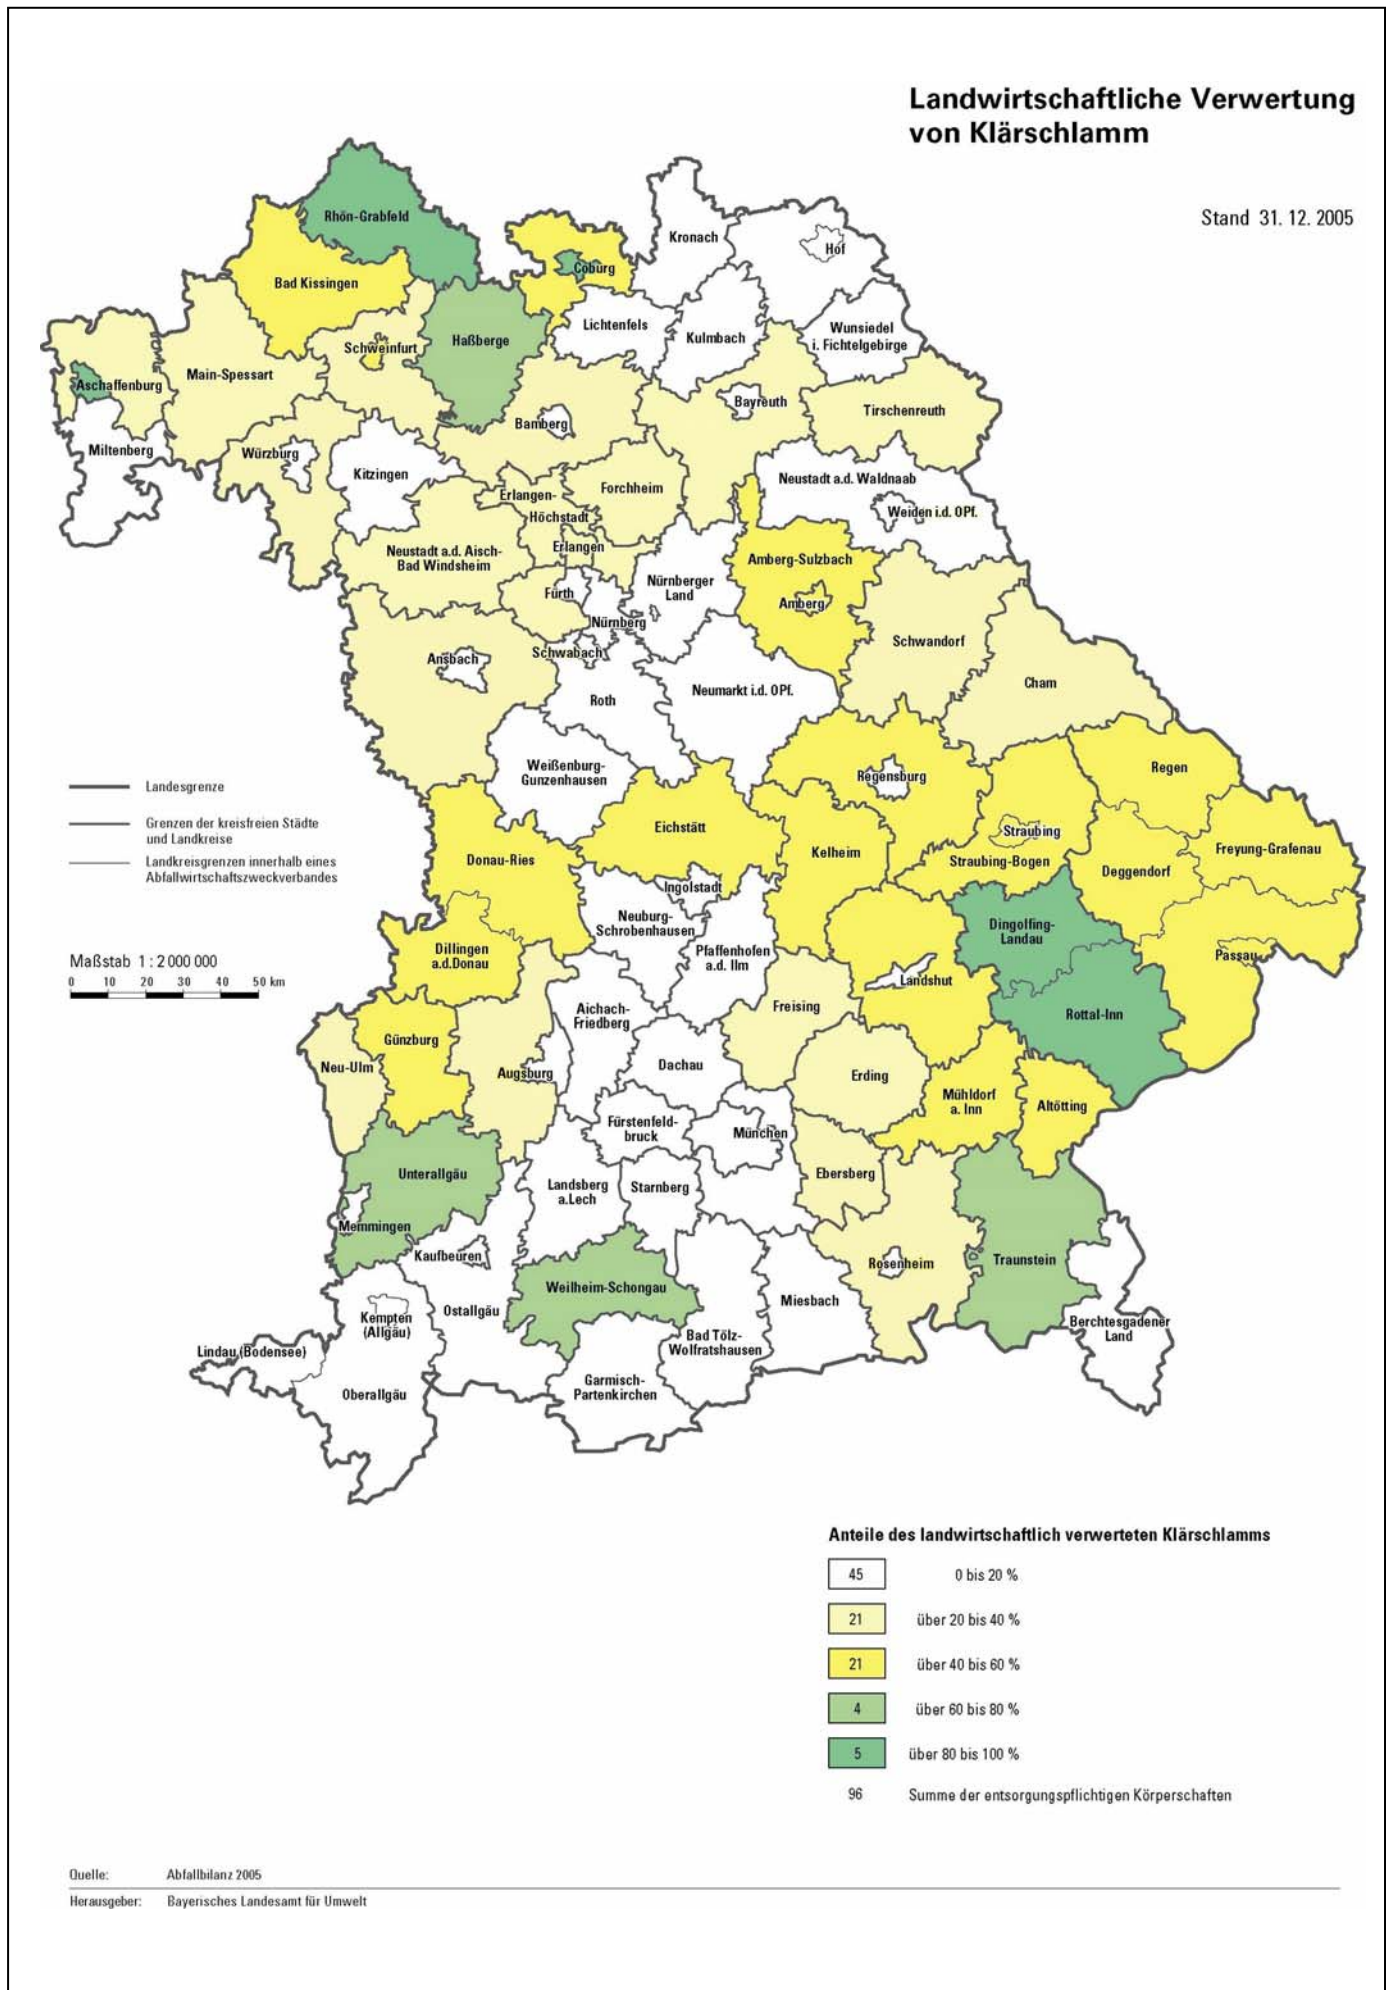 Landwirtschaftliche Verwertung
von Klärschlamm
Stand 31. 12. 2005
Rhön-Grabfeld
Kronach
Hof
Coburg
Bad Kissingen
Lichtenfels
Kulmbach
Wunsiedel
i. Fichtelgebirge
Haßberge
Schweinfurt
Main-Spessart
Aschaffenburg
Bayreuth
Tirschenreuth
Bamberg
Miltenberg
Würzburg
Kitzingen
Neustadt a.d. Waldnaab
Forchheim
Erlangen-
Höchstadt
Weiden i.d. OPf.
Erlangen
Neustadt a.d. Aisch-
Bad Windsheim
Amberg-Sulzbach
Nürnberger
Land
Fürth
Amberg
Nürnberg
Schwandorf
Schwabach
Ansbach
Cham
Neumarkt i.d. OPf.
Roth
Weißenburg-
Gunzenhausen
Regensburg
Regen
Landesgrenze
Grenzen der kreisfreien Städte
und Landkreise
Landkreisgrenzen innerhalb eines
Abfallwirtschaftszweckverbandes
Eichstätt
Straubing
Kelheim
Freyung-Grafenau
Donau-Ries
Straubing-Bogen
Deggendorf
Ingolstadt
Neuburg-
Schrobenhausen
Dingolfing-
Landau
Pfaffenhofen
a.d. Ilm
Dillingen
a.d.Donau
Passau
Maßstab 1 : 2 000 000
0 10 20 30 40 50 km
Landshut
Freising
Rottal-Inn
Aichach-
Friedberg
Günzburg
Neu-Ulm
Dachau
Augsburg
Erding
Mühldorf
a. Inn
Altötting
Fürstenfeld-
bruck
München
Unterallgäu
Ebersberg
Landsberg
a.Lech
Starnberg
Memmingen
Kaufbeuren
Rosenheim
Traunstein
Weilheim-Schongau
Miesbach
Ostallgäu
Kempten
(Allgäu)
Berchtesgadener
Land
Bad Tölz-
Wolfratshausen
Lindau (Bodensee)
Garmisch-
Partenkirchen
Oberallgäu
Anteile des landwirtschaftlich verwerteten Klärschlamms
45 0 bis 20 %
21 über 20 bis 40 %
21 über 40 bis 60 %
4 über 60 bis 80 %
5 über 80 bis 100 %
96 Summe der entsorgungspflichtigen Körperschaften
Quelle: Abfallbilanz 2005
Herausgeber: Bayerisches Landesamt für Umwelt